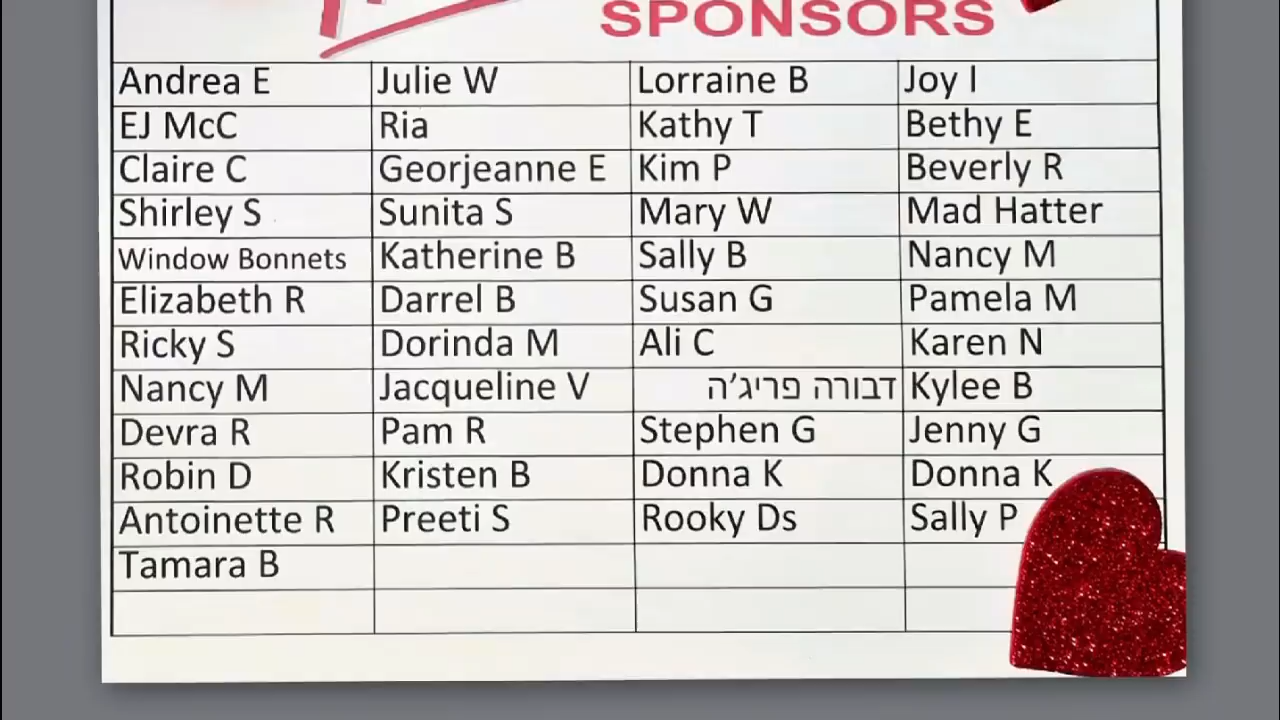 SPONSORS
Andrea E Julie W Lorraine B Joy I
EJ McC Ria Kathy T Bethy E
Claire C Georjeanne E Kim P Beverly R
Shirley S Sunita S Mary W Mad Hatter
Window Bonnets Katherine B Sally B Nancy M
Elizabeth R Darrel B Susan G Pamela M
Ricky S Dorinda M Ali C Karen N
Nancy M Jacqueline V דבורה פריג'ה Kylee B
Devra R Pam R Stephen G Jenny G
Robin D Kristen B Donna K Donna K
Antoinette R Preeti S Rooky Ds Sally P
Tamara B